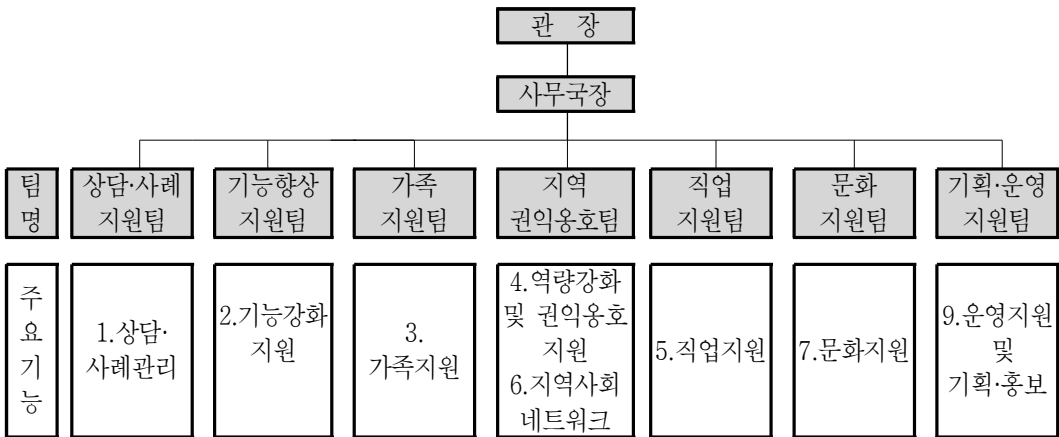 관 장
사무국장
팀
명
상담·사례
지원팀
기능향상
지원팀
가족
지원팀
지역
권익옹호팀
직업
지원팀
문화
지원팀
기획·운영
지원팀
주
요
기
능
1.상담·
사례관리
2.기능강화
지원
3.
가족지원
4.역량강화
및 권익옹호
지원
6.지역사회
네트워크
5.직업지원
7.문화지원
9.운영지원
및
기획·홍보